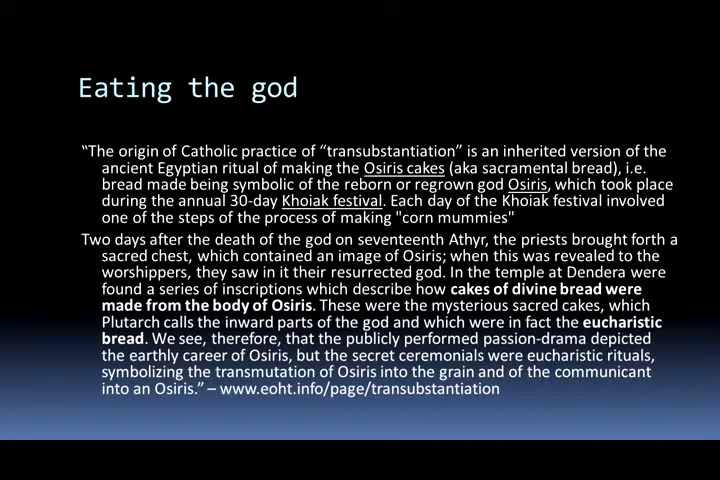 Eating the god
“The origin of Catholic practice of “transubstantiation” is an inherited version of the
ancient Egyptian ritual of making the Osiris cakes (aka sacramental bread), i.e.
bread made being symbolic of the reborn or regrown god Osiris, which took place
during the annual 30-day Khoiak festival. Each day of the Khoiak festival involved
one of the steps of the process of making "corn mummies"
Two days after the death of the god on seventeenth Athyr, the priests brought forth a
sacred chest, which contained an image of Osiris; when this was revealed to the
worshippers, they saw in it their resurrected god. In the temple at Dendera were
found a series of inscriptions which describe how cakes of divine bread were
made from the body of Osiris. These were the mysterious sacred cakes, which
Plutarch calls the inward parts of the god and which were in fact the eucharistic
bread. We see, therefore, that the publicly performed passion-drama depicted
the earthly career of Osiris, but the secret ceremonials were eucharistic rituals,
symbolizing the transmutation of Osiris into the grain and of the communicant
into an Osiris.” – www.eoht.info/page/transubstantiation